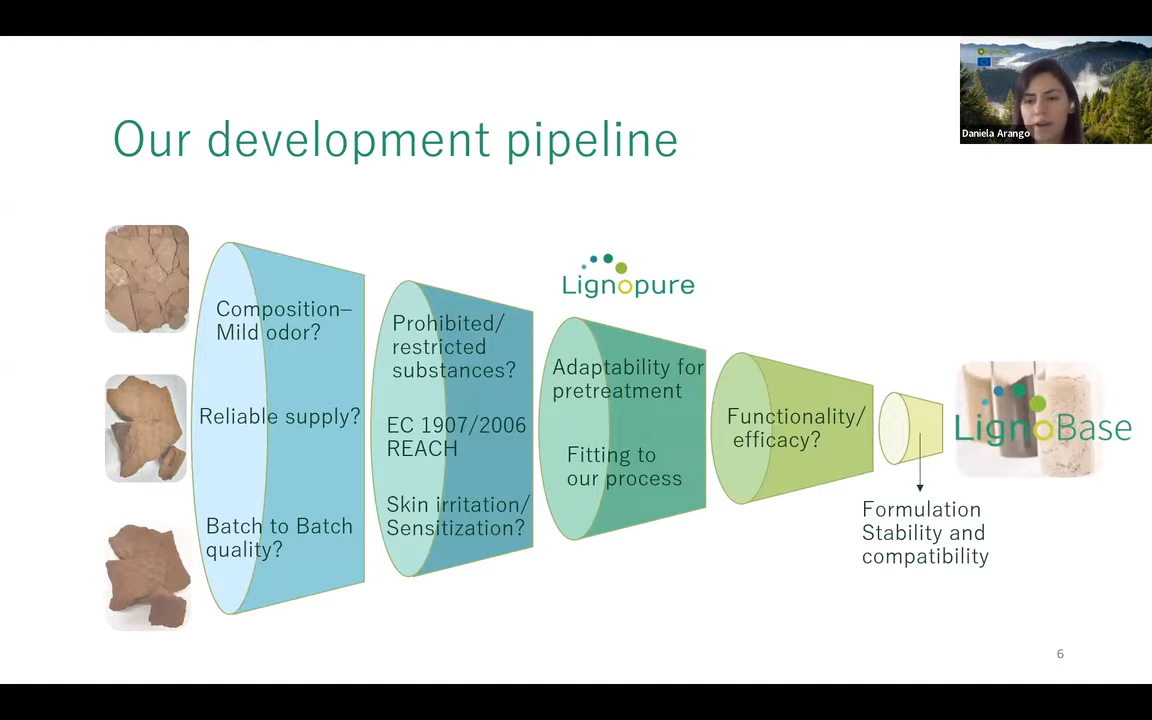 Daniela Arango
Our development pipeline
Lignopure
Composition–
Mild odor?
Reliable supply?
Batch to Batch
quality?
Prohibited/
restricted
substances?
EC 1907/2006
REACH
Skin irritation/
Sensitization?
Adaptability for
pretreatment
Fitting to
our process
Functionality/
efficacy?
LignoBase
Formulation
Stability and
compatibility
6